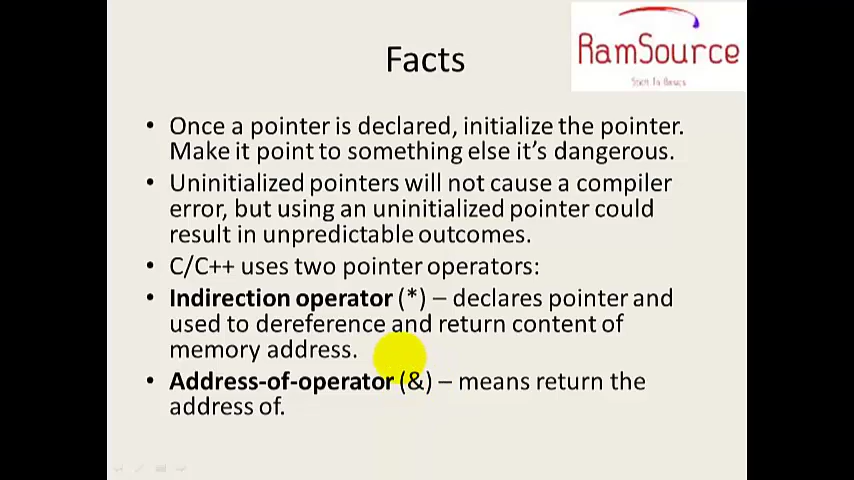 RamSource
Facts
• Once a pointer is declared, initialize the pointer.
Make it point to something else it's dangerous.
• Uninitialized pointers will not cause a compiler
error, but using an uninitialized pointer could
result in unpredictable outcomes.
• C/C++ uses two pointer operators:
• Indirection operator (*) – declares pointer and
used to dereference and return content of
memory address.
• Address-of-operator (&) – means return the
address of.